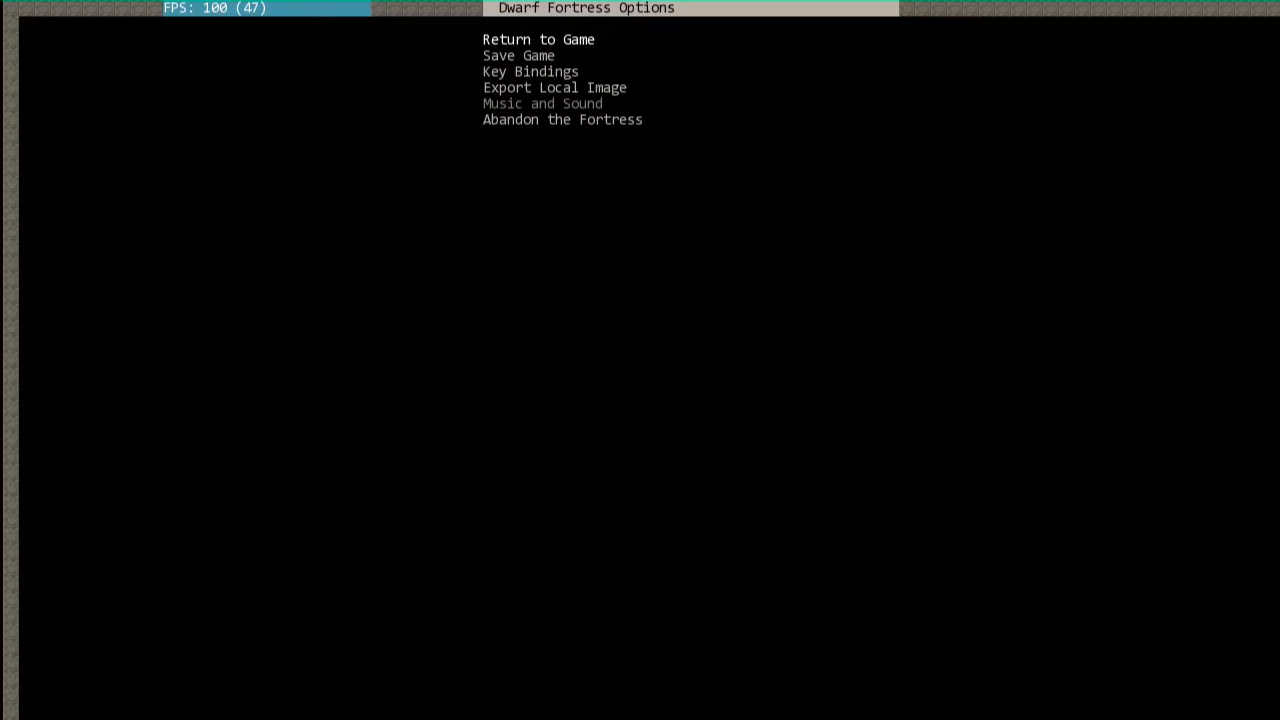 FPS: 100 (47)
Dwarf Fortress Options
Return to Game
Save Game
Key Bindings
Export Local Image
Music and Sound
Abandon the Fortress